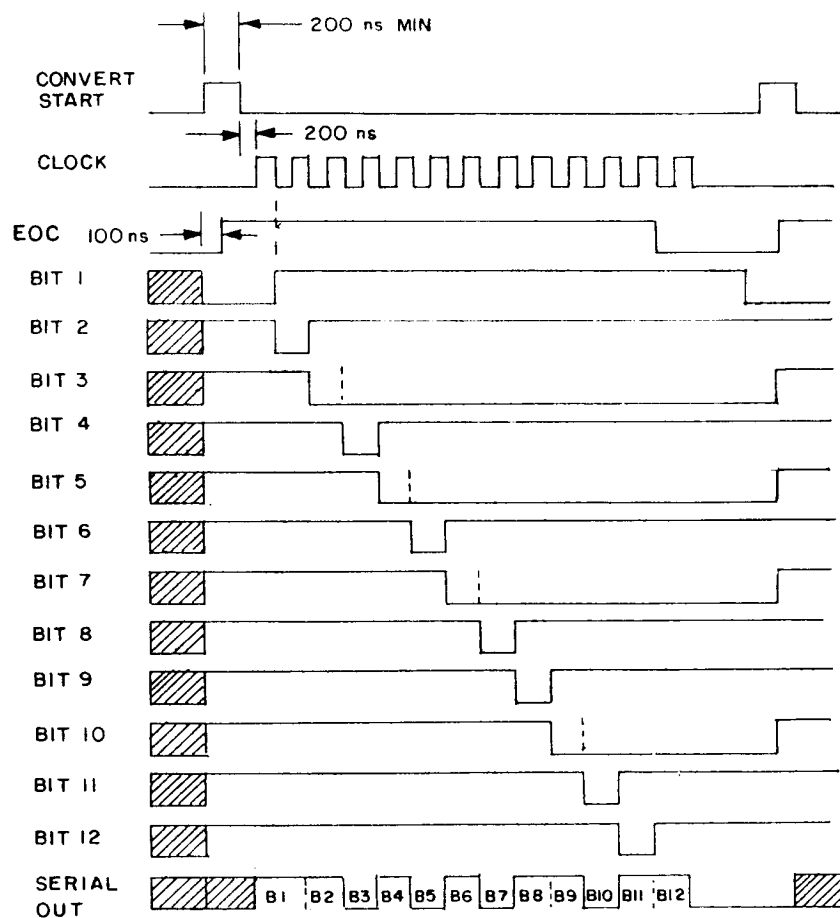 200 ns MIN
CONVERT
START
200 ns
CLOCK
EOC 100 ns
BIT 1
BIT 2
BIT 3
BIT 4
BIT 5
BIT 6
BIT 7
BIT 8
BIT 9
BIT 10
BIT 11
BIT 12
SERIAL
OUT
B1 B2 B3 B4 B5 B6 B7 B8 B9 B10 B11 B12